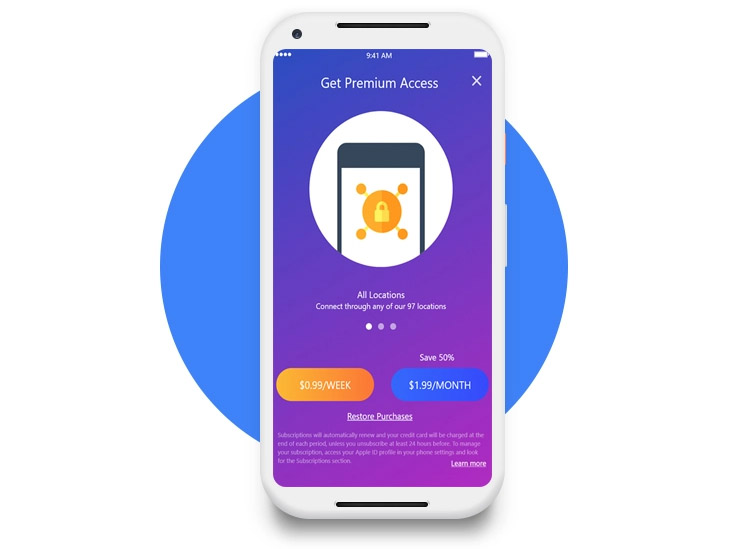 9:41 AM
Get Premium Access
All Locations
Connect through any of our 97 locations
Save 50%
$0.99/WEEK
$1.99/MONTH
Restore Purchases
Subscriptions will automatically renew and your credit card will be charged at the
end of each period, unless you unsubscribe at least 24 hours before. To manage
your subscription, access your Apple ID profile in your phone settings and look
for the Subscriptions section.
Learn more